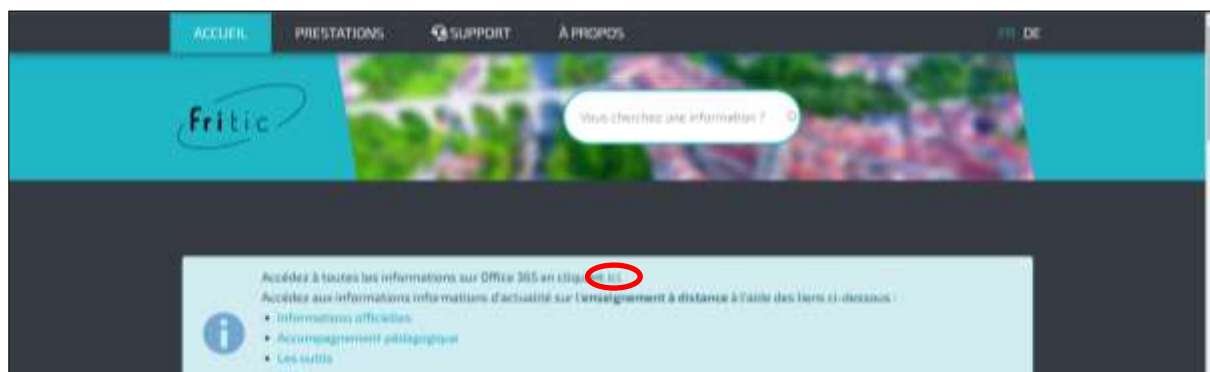 ACCUEIL PRESTATIONS SUPPORT À PROPOS FR DE
Fritic
Vous cherchez une information ?
Accédez à toutes les informations sur Office 365 en cliquant ici.
Accédez aux informations informations d'actualité sur l'enseignement à distance à l'aide des liens ci-dessous :
• Informations officielles
• Accompagnement pédagogique
• Les outils